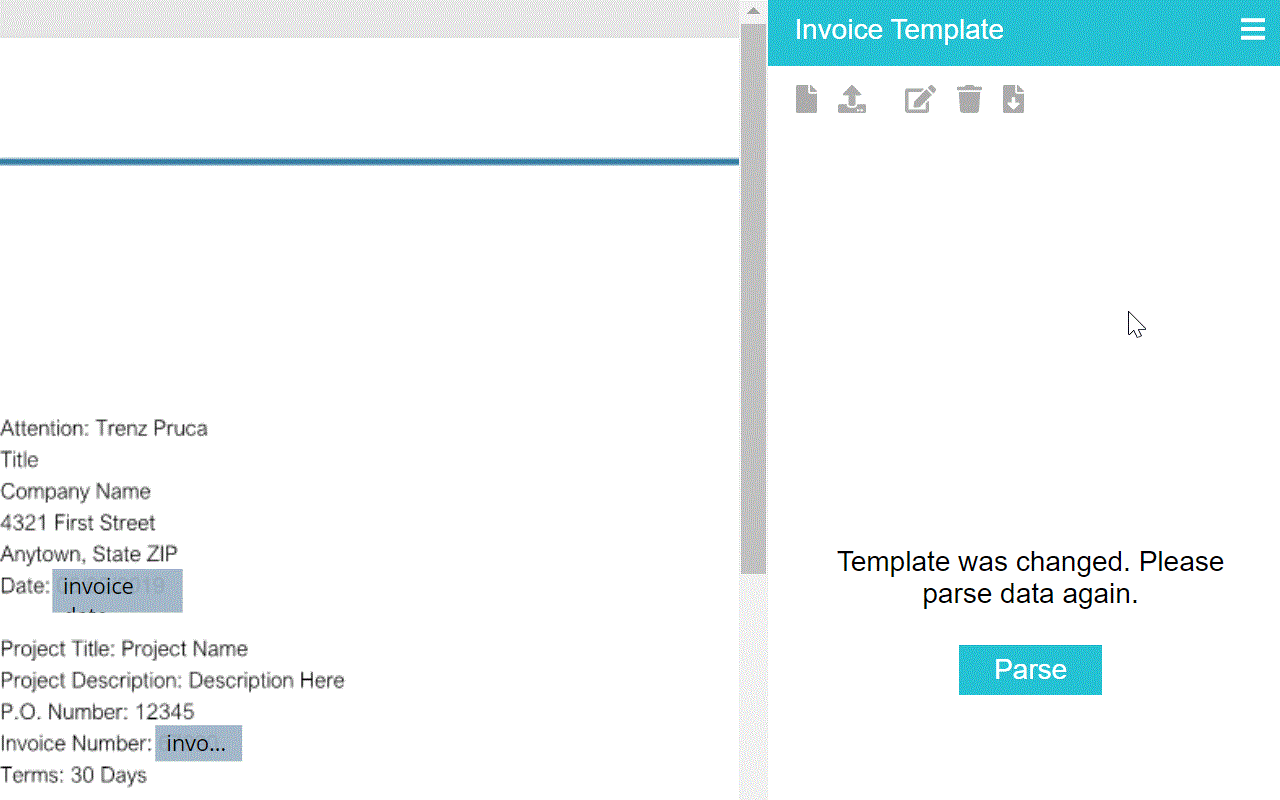 Invoice Template
Attention: Trenz Pruca
Title
Company Name
4321 First Street
Anytown, State ZIP
Date: invoice
Project Title: Project Name
Project Description: Description Here
P.O. Number: 12345
Invoice Number: invo...
Terms: 30 Days
Template was changed. Please
parse data again.
Parse